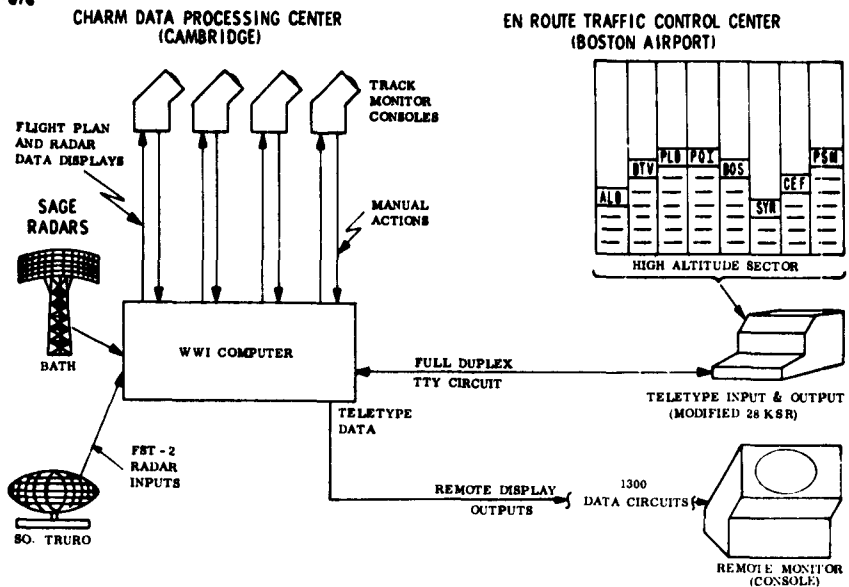 CHARM DATA PROCESSING CENTER
(CAMBRIDGE)
EN ROUTE TRAFFIC CONTROL CENTER
(BOSTON AIRPORT)
TRACK
MONITOR
CONSOLES
FLIGHT PLAN
AND RADAR
DATA DISPLAYS
MANUAL
ACTIONS
SAGE
RADARS
BATH
WWI COMPUTER
FST-2
RADAR
INPUTS
SO. TRURO
ALB
BTV
PLB
PQI
BOS
SYR
CEF
PSM
HIGH ALTITUDE SECTOR
FULL DUPLEX
TTY CIRCUIT
TELETYPE INPUT & OUTPUT
(MODIFIED 28 KSR)
TELETYPE
DATA
REMOTE DISPLAY
OUTPUTS
1300
DATA CIRCUITS
REMOTE MONITOR
(CONSOLE)